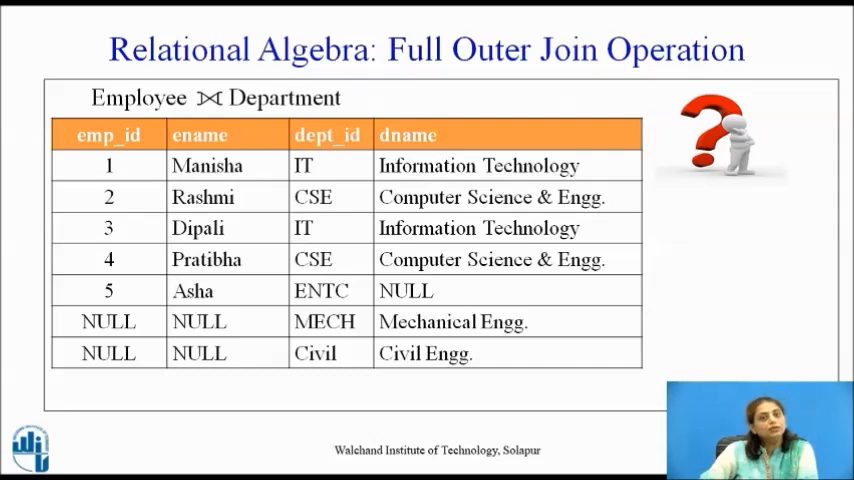 Relational Algebra: Full Outer Join Operation
Employee ⟗ Department
emp_id ename dept_id dname
1 Manisha IT Information Technology
2 Rashmi CSE Computer Science & Engg.
3 Dipali IT Information Technology
4 Pratibha CSE Computer Science & Engg.
5 Asha ENTC NULL
NULL NULL MECH Mechanical Engg.
NULL NULL Civil Civil Engg.
Walchand Institute of Technology, Solapur